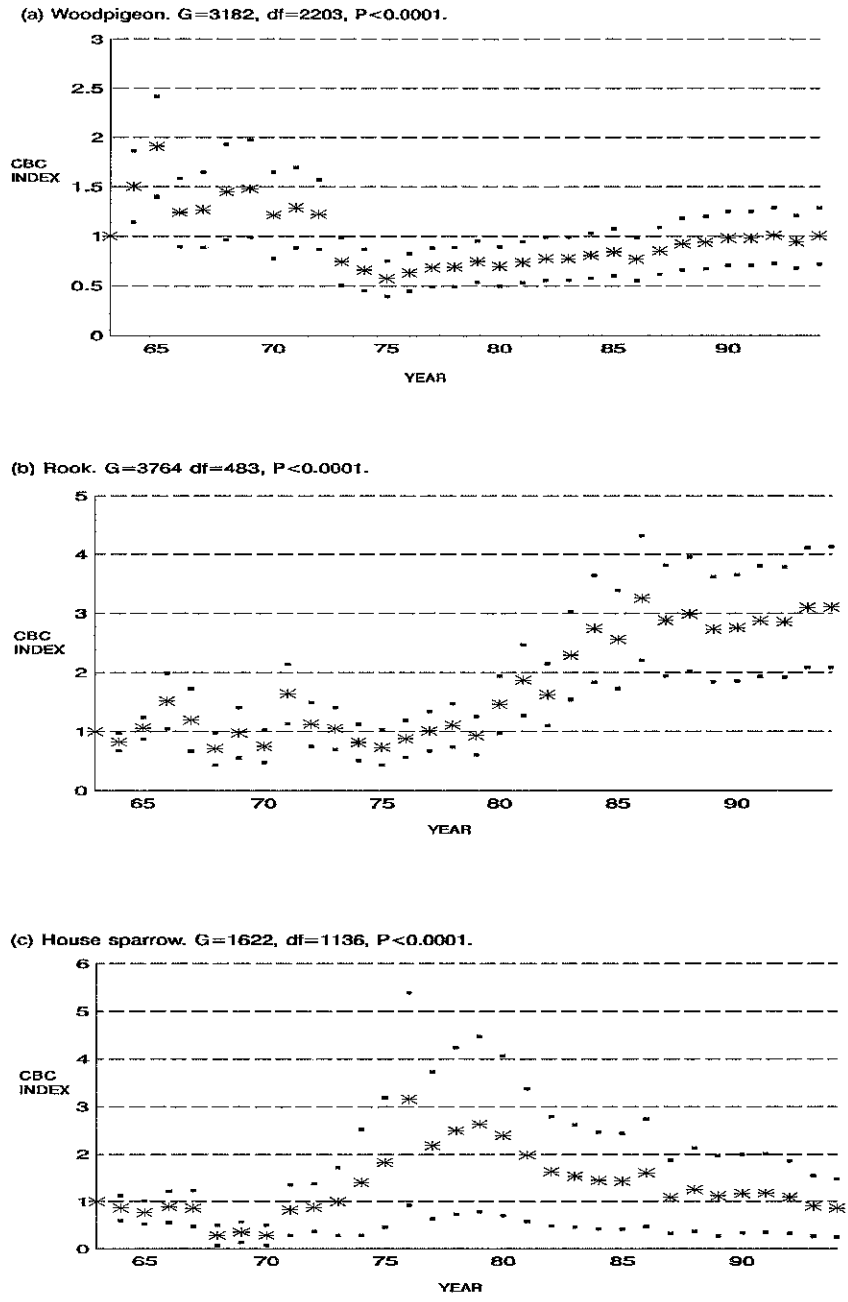 (a) Woodpigeon. G=3182, df=2203, P<0.0001.
3
2.5
2
CBC
INDEX
1.5
1
0.5
0
65 70 75 80 85 90
YEAR
(b) Rook. G=3764 df=483, P<0.0001.
5
4
3
CBC
INDEX
2
1
0
65 70 75 80 85 90
YEAR
(c) House sparrow. G=1622, df=1136, P<0.0001.
6
5
4
CBC
INDEX
3
2
1
0
65 70 75 80 85 90
YEAR